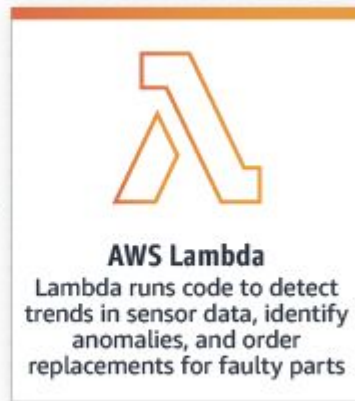 AWS Lambda
Lambda runs code to detect
trends in sensor data, identify
anomalies, and order
replacements for faulty parts